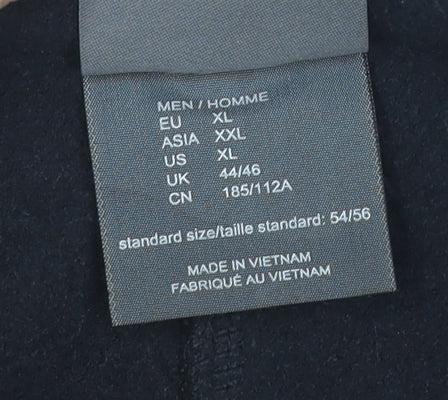 MEN / HOMME
EU XL
ASIA XXL
US XL
UK 44/46
CN 185/112A
standard size/taille standard: 54/56
MADE IN VIETNAM
FABRIQUÉ AU VIETNAM